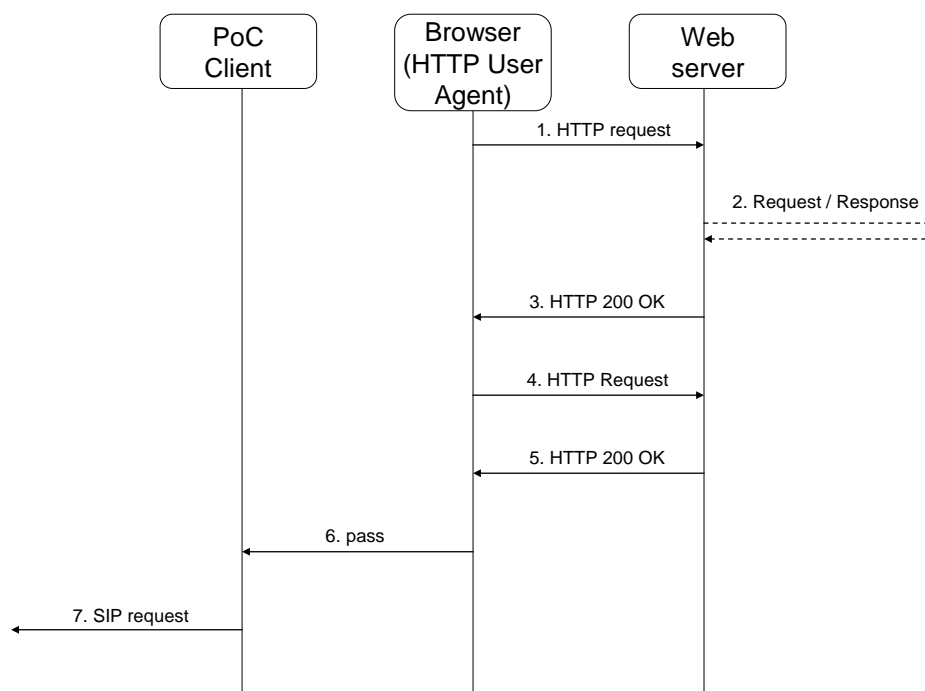 PoC
Client
Browser
(HTTP User
Agent)
Web
server
1. HTTP request
2. Request / Response
3. HTTP 200 OK
4. HTTP Request
5. HTTP 200 OK
6. pass
7. SIP request